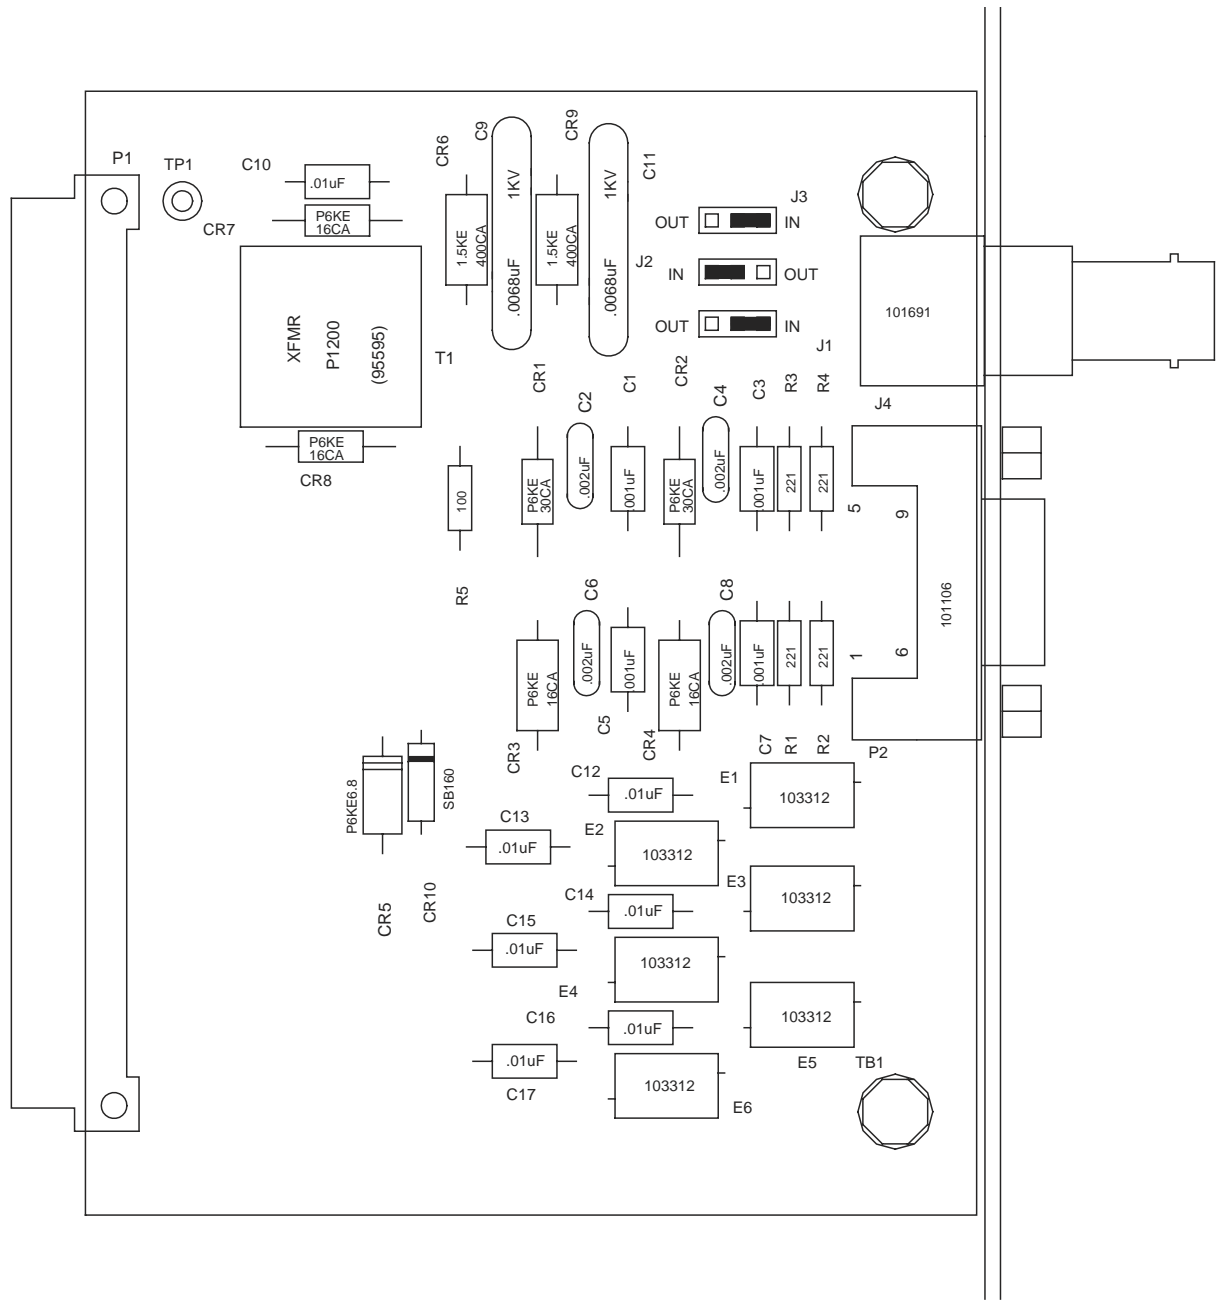 P1
TP1
C10
.01uF
CR7
P6KE
16CA
XFMR
P1200
(95595)
T1
P6KE
16CA
CR8
CR6
1.5KE
400CA
C9
1KV
.0068uF
CR9
1.5KE
400CA
C11
1KV
.0068uF
J3
OUT
IN
J2
IN
OUT
OUT
IN
J1
101691
J4
CR1
C2
C1
CR2
C4
C3
R3
R4
100
R5
P6KE
30CA
.002uF
.001uF
P6KE
30CA
.002uF
.001uF
221
221
5
9
1
6
101106
P2
C6
C8
P6KE
16CA
.002uF
.001uF
P6KE
16CA
.002uF
.001uF
221
221
CR3
C5
CR4
C7
R1
R2
P6KE6.8
CR5
SB160
CR10
C12
.01uF
E1
103312
C13
.01uF
E2
103312
E3
103312
C14
.01uF
C15
.01uF
103312
E4
C16
.01uF
103312
E5
TB1
.01uF
C17
103312
E6